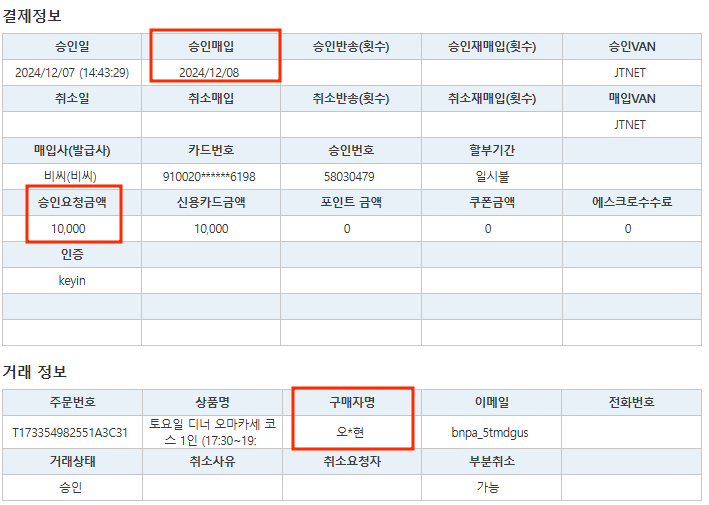 결제정보
승인일 승인매입 승인반송(횟수) 승인재매입(횟수) 승인VAN
2024/12/07 (14:43:29) 2024/12/08 JTNET
취소일 취소매입 취소반송(횟수) 취소재매입(횟수) 매입VAN
JTNET
매입사(발급사) 카드번호 승인번호 할부기간
비씨(비씨) 910020******6198 58030479 일시불
승인요청금액 신용카드금액 포인트 금액 쿠폰금액 에스크로수수료
10,000 10,000 0 0 0
인증
keyin
거래 정보
주문번호 상품명 구매자명 이메일 전화번호
T173354982551A3C31 토요일 디너 오마카세 코 오*현 bnpa_5tmdgus
스 1인 (17:30~19:
거래상태 취소사유 취소요청자 부분취소
승인 가능